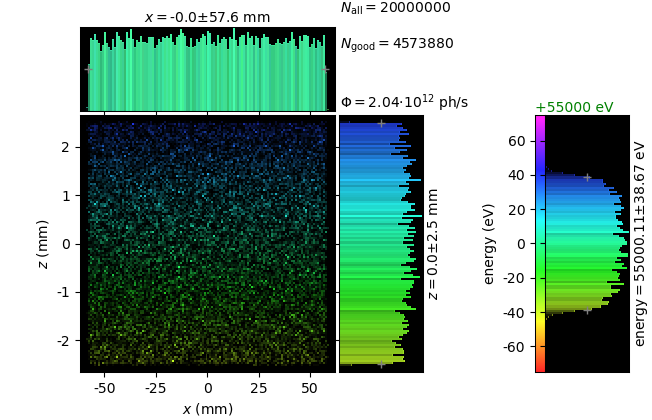 x = -0.0±57.6 mm
N_all = 20000000
N_good = 4573880
Φ = 2.04·10¹² ph/s
+55000 eV
2
1
0
-1
-2
z (mm)
-50
-25
0
25
50
x (mm)
z = 0.0±2.5 mm
60
40
20
0
-20
-40
-60
energy (eV)
energy = 55000.11±38.67 eV